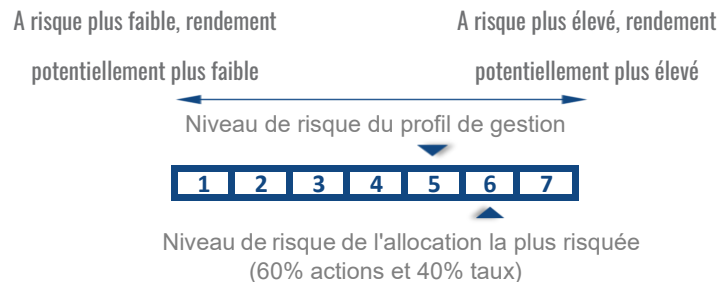 A risque plus faible, rendement
potentiellement plus faible
A risque plus élevé, rendement
potentiellement plus élevé
Niveau de risque du profil de gestion
1 2 3 4 5 6 7
Niveau de risque de l'allocation la plus risquée
(60% actions et 40% taux)